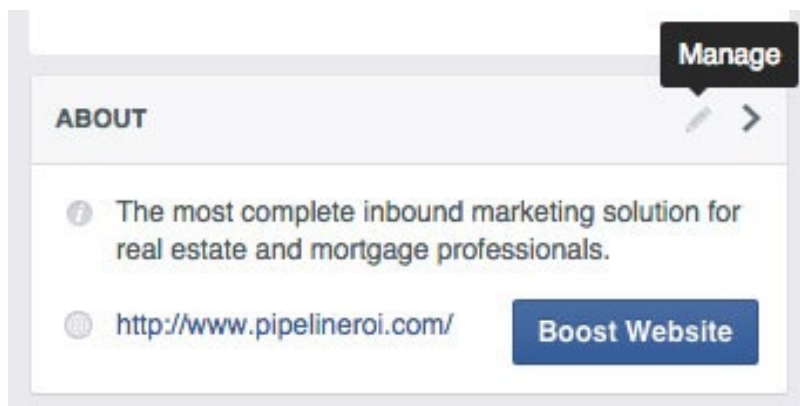 Manage
ABOUT
The most complete inbound marketing solution for
real estate and mortgage professionals.
http://www.pipelineroi.com/
Boost Website